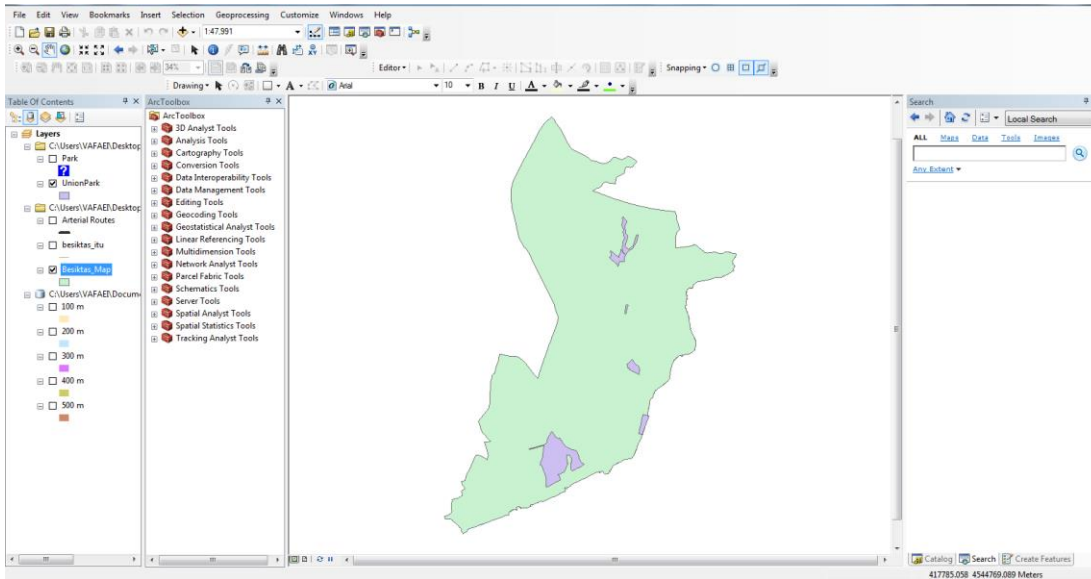 File Edit View Bookmarks Insert Selection Geoprocessing Customize Windows Help
1:47.991
34% Editor Snapping
Drawing A Arial 10 B I U A
Table Of Contents
Layers
C:\Users\VAFAEI\Desktop
Park
?
UnionPark
C:\Users\VAFAEI\Desktop
Arterial Routes
besiktas_itu
Besiktas_Map
C:\Users\VAFAEI\Docum
100 m
200 m
300 m
400 m
500 m
ArcToolbox
ArcToolbox
3D Analyst Tools
Analysis Tools
Cartography Tools
Conversion Tools
Data Interoperability Tools
Data Management Tools
Editing Tools
Geocoding Tools
Geostatistical Analyst Tools
Linear Referencing Tools
Multidimension Tools
Network Analyst Tools
Parcel Fabric Tools
Schematics Tools
Server Tools
Spatial Analyst Tools
Spatial Statistics Tools
Tracking Analyst Tools
Search
Local Search
ALL Maps Data Tools Images
Any Extent
Catalog Search Create Features
417785.058 4544769.089 Meters